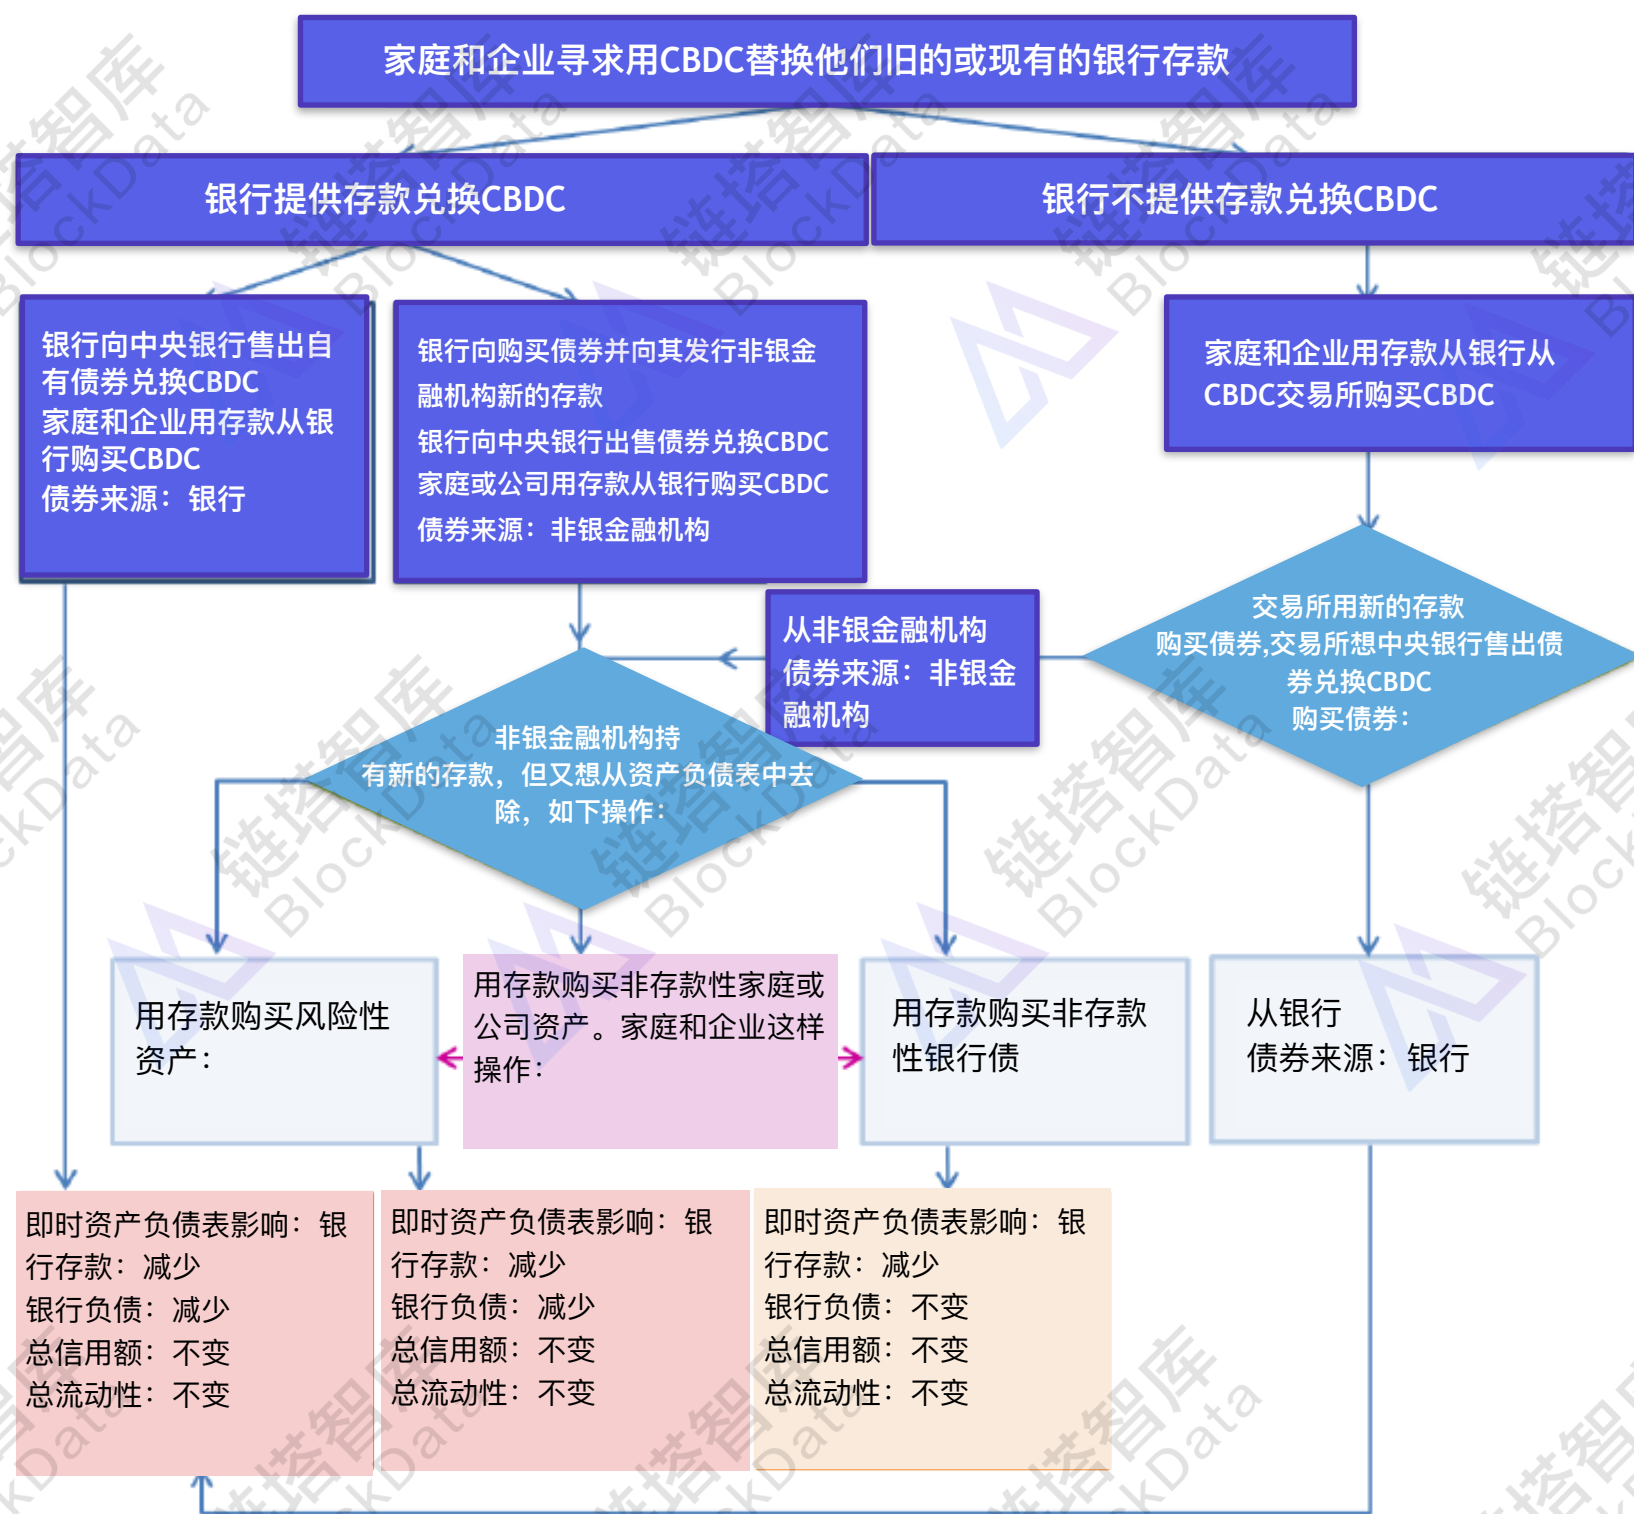 家庭和企业寻求用CBDC替换他们旧的或现有的银行存款
银行提供存款兑换CBDC
银行不提供存款兑换CBDC
银行向中央银行售出自
有债券兑换CBDC
家庭和企业用存款从银
行购买CBDC
债券来源：银行
银行向购买债券并向其发行非银金
融机构新的存款
银行向中央银行出售债券兑换CBDC
家庭或公司用存款从银行购买CBDC
债券来源：非银金融机构
家庭和企业用存款从银行从
CBDC交易所购买CBDC
交易所用新的存款
购买债券,交易所想中央银行售出债
券兑换CBDC
购买债券：
从非银金融机构
债券来源：非银金
融机构
非银金融机构持
有新的存款，但又想从资产负债表中去
除，如下操作：
用存款购买风险性
资产：
用存款购买非存款性家庭或
公司资产。家庭和企业这样
操作：
用存款购买非存款
性银行债
从银行
债券来源：银行
即时资产负债表影响：银
行存款：减少
银行负债：减少
总信用额：不变
总流动性：不变
即时资产负债表影响：银
行存款：减少
银行负债：减少
总信用额：不变
总流动性：不变
即时资产负债表影响：银
行存款：减少
银行负债：不变
总信用额：不变
总流动性：不变
链塔智库
BlockData